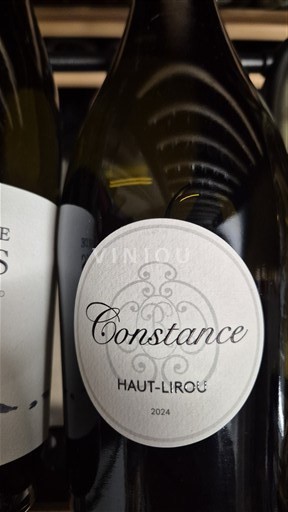 E
S
VINIOU
Constance
HAUT-LIROU
2024